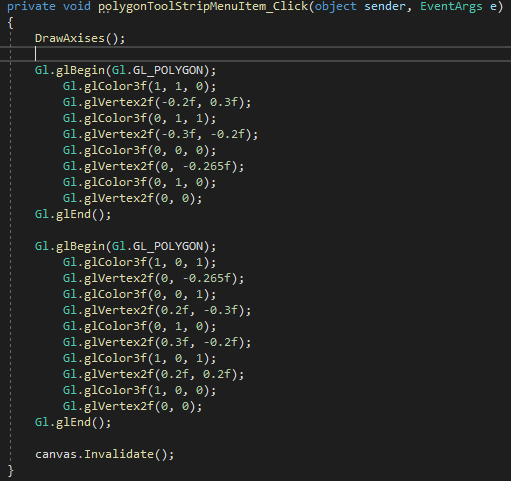 private void polygonToolStripMenuItem_Click(object sender, EventArgs e)
{
DrawAxises();
Gl.glBegin(Gl.GL_POLYGON);
Gl.glColor3f(1, 1, 0);
Gl.glVertex2f(-0.2f, 0.3f);
Gl.glColor3f(0, 1, 1);
Gl.glVertex2f(-0.3f, -0.2f);
Gl.glColor3f(0, 0, 0);
Gl.glVertex2f(0, -0.265f);
Gl.glColor3f(0, 1, 0);
Gl.glVertex2f(0, 0);
Gl.glEnd();
Gl.glBegin(Gl.GL_POLYGON);
Gl.glColor3f(1, 0, 1);
Gl.glVertex2f(0, -0.265f);
Gl.glColor3f(0, 0, 1);
Gl.glVertex2f(0.2f, -0.3f);
Gl.glColor3f(0, 1, 0);
Gl.glVertex2f(0.3f, -0.2f);
Gl.glColor3f(1, 0, 1);
Gl.glVertex2f(0.2f, 0.2f);
Gl.glColor3f(1, 0, 0);
Gl.glVertex2f(0, 0);
Gl.glEnd();
canvas.Invalidate();
}